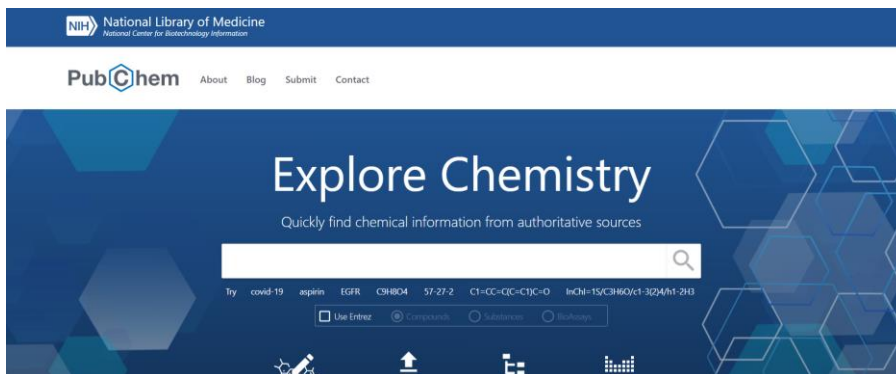 NIH National Library of Medicine
National Center for Biotechnology Information
PubChem About Blog Submit Contact
Explore Chemistry
Quickly find chemical information from authoritative sources
Try covid-19 aspirin EGFR C9H8O4 57-27-2 C1=CC=C(C=C1)C=O InChI=1S/C3H6O/c1-3(2)4/h1-2H3
Use Entrez Compounds Substances BioAssays